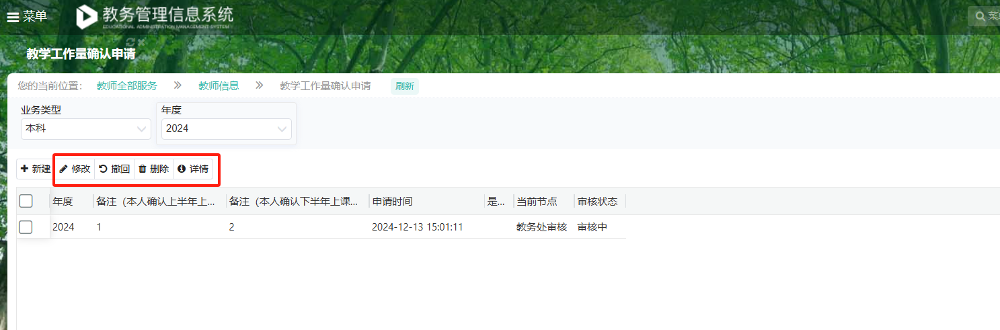 菜单
教务管理信息系统
菜单
EDUCATIONAL ADMINISTRATION MANAGEMENT SYSTEM
教学工作量确认申请
您的当前位置： 教师全部服务 教师信息 教学工作量确认申请 刷新
业务类型 年度
本科 2024
新建 修改 撤回 删除 详情
年度 备注（本人确认上半年上... 备注（本人确认下半年上课... 申请时间 是... 当前节点 审核状态
2024 1 2 2024-12-13 15:01:11 教务处审核 审核中